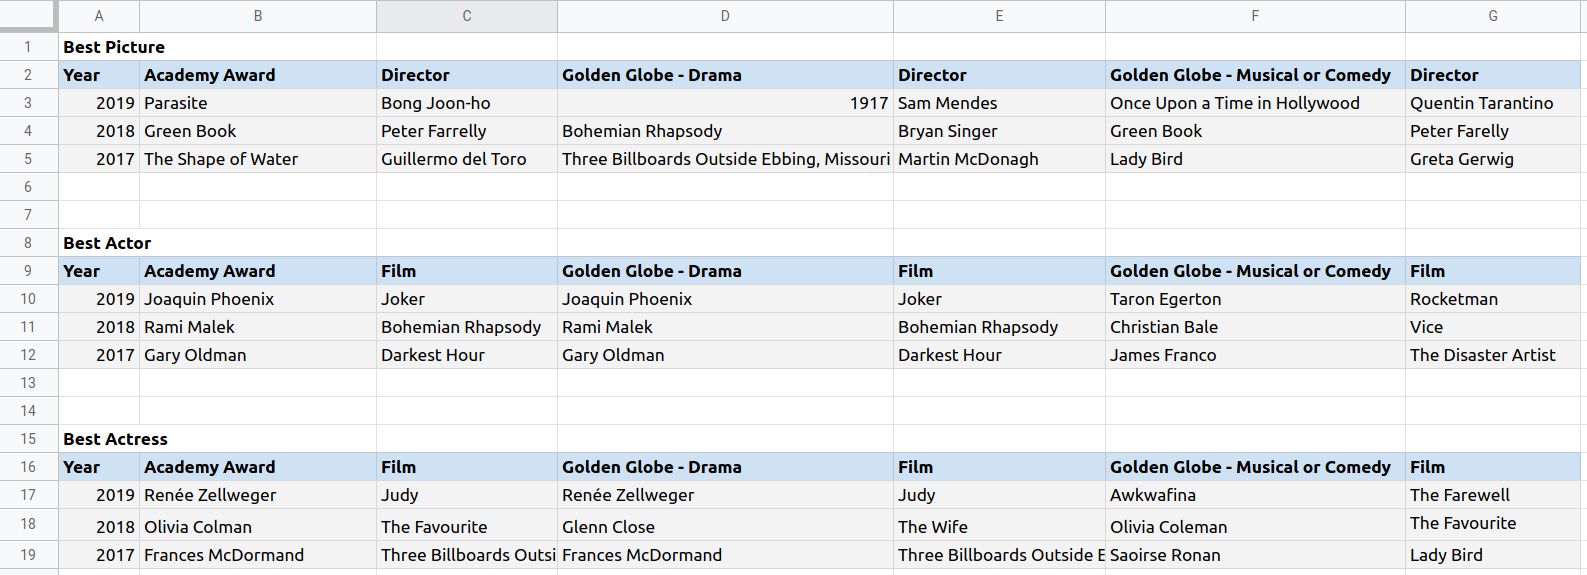 A B C D E F G
1 Best Picture
2 Year Academy Award Director Golden Globe - Drama Director Golden Globe - Musical or Comedy Director
3 2019 Parasite Bong Joon-ho 1917 Sam Mendes Once Upon a Time in Hollywood Quentin Tarantino
4 2018 Green Book Peter Farrelly Bohemian Rhapsody Bryan Singer Green Book Peter Farelly
5 2017 The Shape of Water Guillermo del Toro Three Billboards Outside Ebbing, Missouri Martin McDonagh Lady Bird Greta Gerwig
6
7
8 Best Actor
9 Year Academy Award Film Golden Globe - Drama Film Golden Globe - Musical or Comedy Film
10 2019 Joaquin Phoenix Joker Joaquin Phoenix Joker Taron Egerton Rocketman
11 2018 Rami Malek Bohemian Rhapsody Rami Malek Bohemian Rhapsody Christian Bale Vice
12 2017 Gary Oldman Darkest Hour Gary Oldman Darkest Hour James Franco The Disaster Artist
13
14
15 Best Actress
16 Year Academy Award Film Golden Globe - Drama Film Golden Globe - Musical or Comedy Film
17 2019 Renée Zellweger Judy Renée Zellweger Judy Awkwafina The Farewell
18 2018 Olivia Colman The Favourite Glenn Close The Wife Olivia Coleman The Favourite
19 2017 Frances McDormand Three Billboards Outsi Frances McDormand Three Billboards Outside E Saoirse Ronan Lady Bird